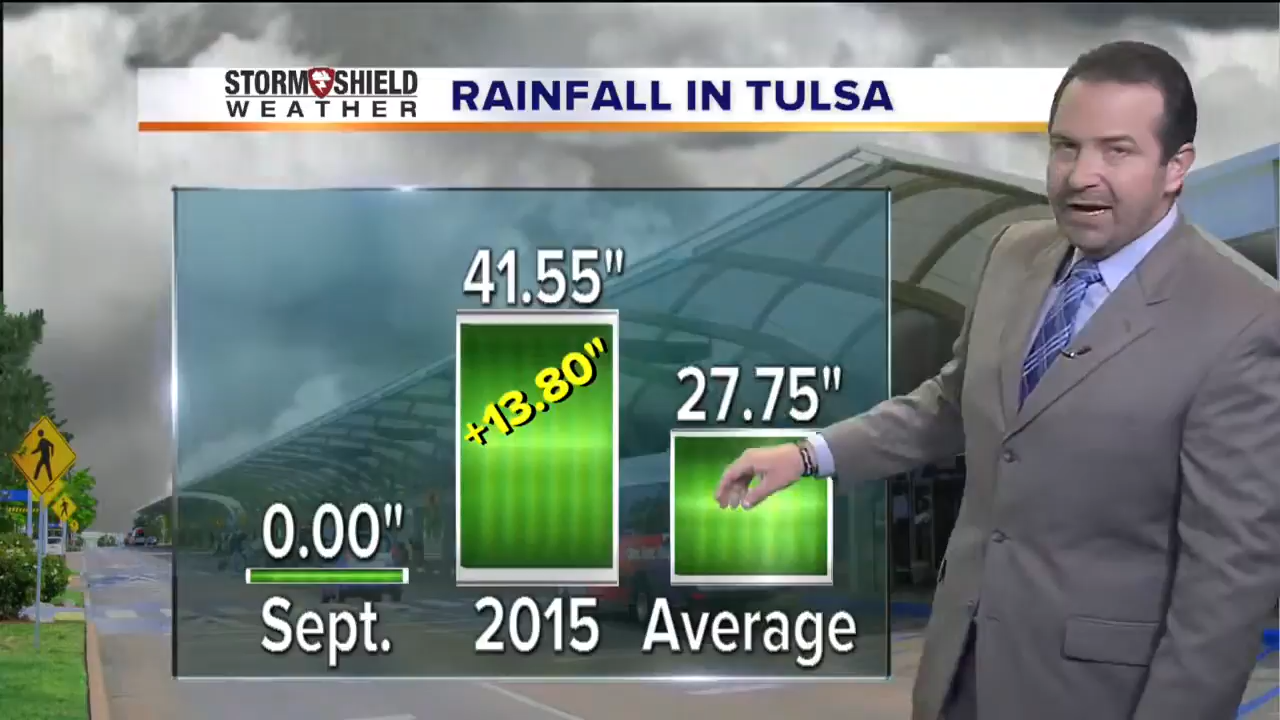 STORM SHIELD
WEATHER
RAINFALL IN TULSA
41.55"
+13.80"
27.75"
0.00"
Sept.
2015
Average